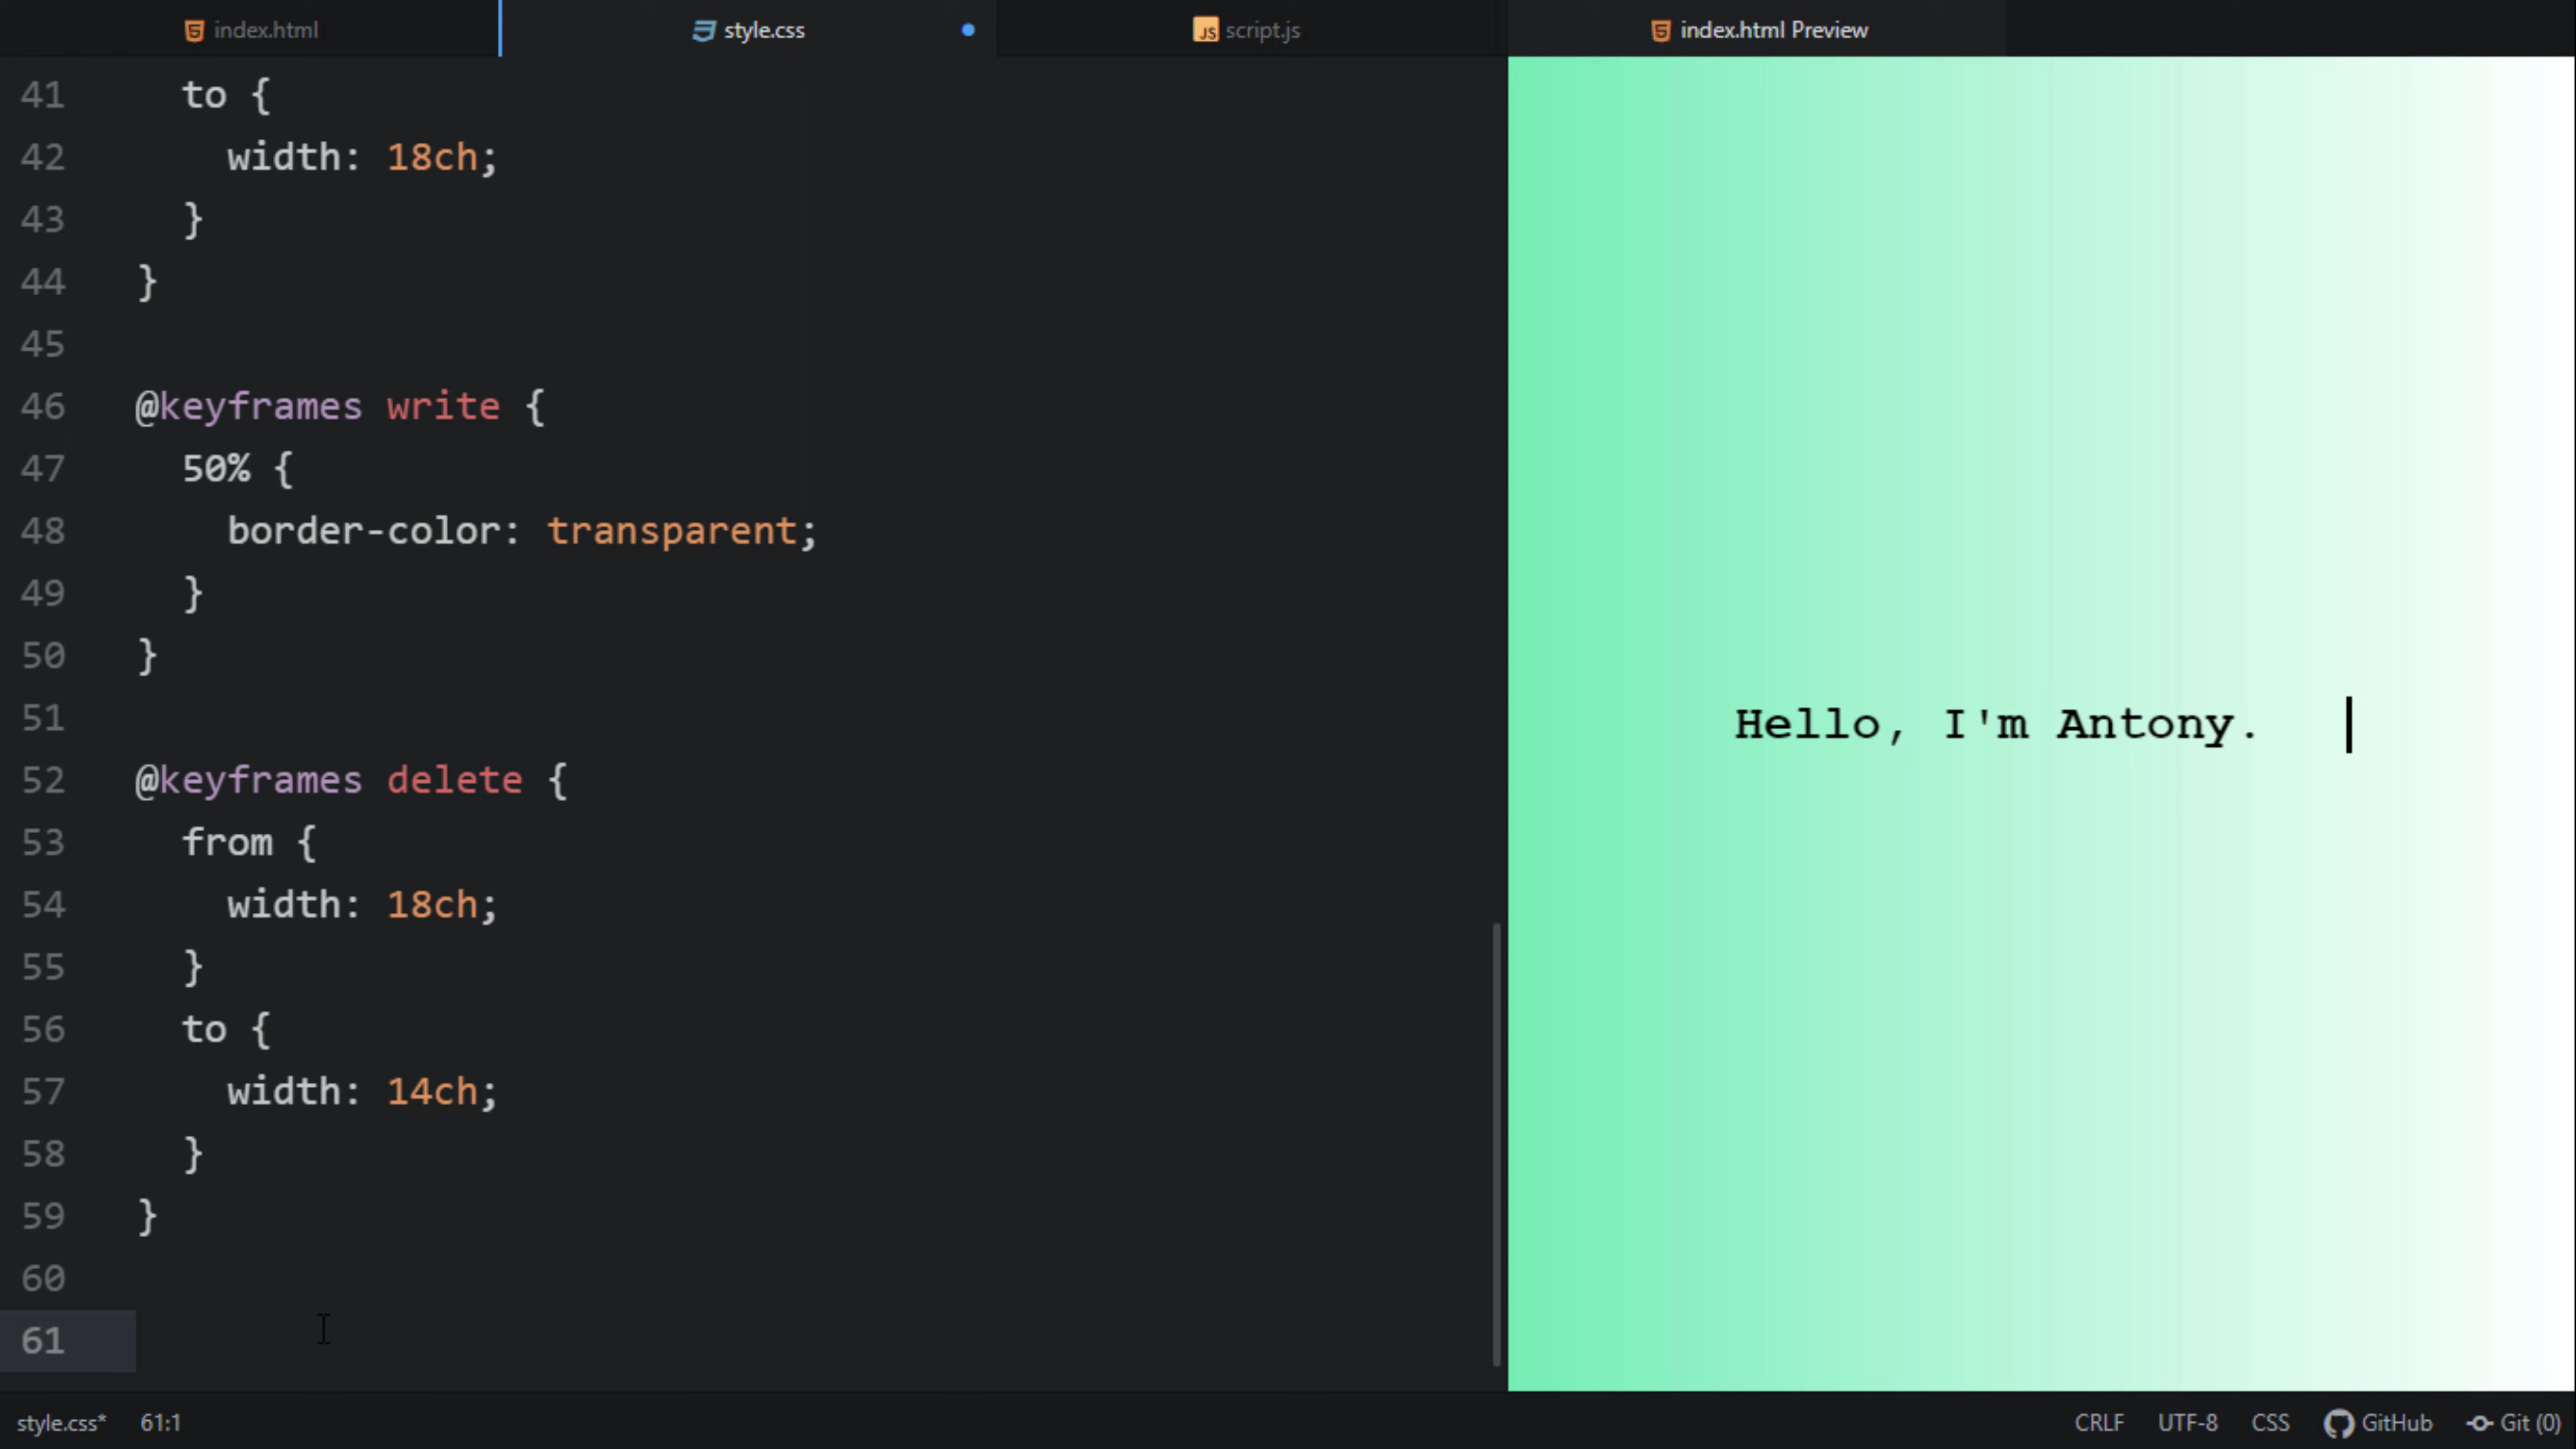 index.html
style.css
script.js
index.html Preview
41 to {
42 width: 18ch;
43 }
44 }
45
46 @keyframes write {
47 50% {
48 border-color: transparent;
49 }
50 }
51
52 @keyframes delete {
53 from {
54 width: 18ch;
55 }
56 to {
57 width: 14ch;
58 }
59 }
60
61
Hello, I'm Antony.
style.css* 61:1 CRLF UTF-8 CSS GitHub Git (0)